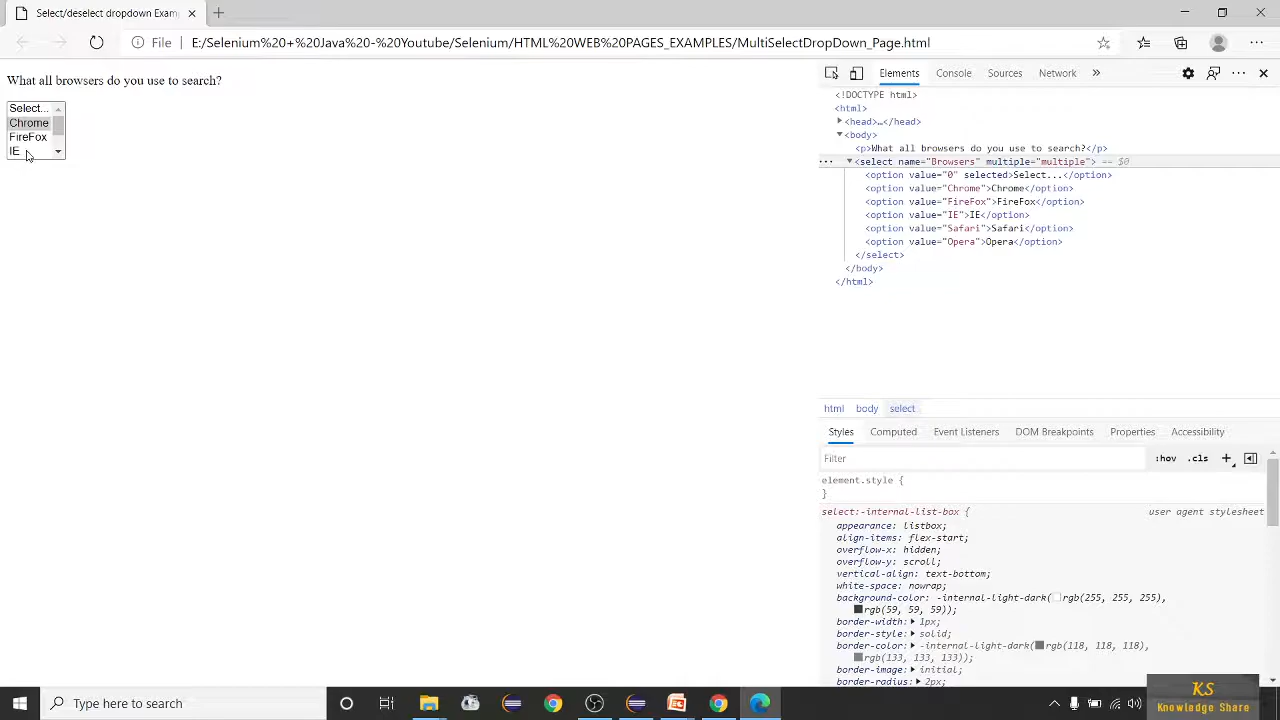 Select/deselect dropdown Exam
File
E:/Selenium%20+%20Java%20-%20Youtube/Selenium/HTML%20WEB%20PAGES_EXAMPLES/MultiSelectDropDown_Page.html
What all browsers do you use to search?
Select...
Chrome
FireFox
IE
Elements Console Sources Network
<!DOCTYPE html>
<html>
<head>…</head>
<body>
<p>What all browsers do you use to search?</p>
<select name="Browsers" multiple="multiple"> == $0
<option value="0" selected>Select...</option>
<option value="Chrome">Chrome</option>
<option value="FireFox">FireFox</option>
<option value="IE">IE</option>
<option value="Safari">Safari</option>
<option value="Opera">Opera</option>
</select>
</body>
</html>
html body select
Styles Computed Event Listeners DOM Breakpoints Properties Accessibility
Filter
:hov .cls
element.style {
}
select:-internal-list-box { user agent stylesheet
appearance: listbox;
align-items: flex-start;
overflow-x: hidden;
overflow-y: scroll;
vertical-align: text-bottom;
white-space: nowrap;
background-color: -internal-light-dark(rgb(255, 255, 255),
rgb(59, 59, 59));
border-width: 1px;
border-style: solid;
border-color: -internal-light-dark(rgb(118, 118, 118),
rgb(133, 133, 133));
border-image: initial;
border-radius: 2px;
Type here to search
KS
Knowledge Share